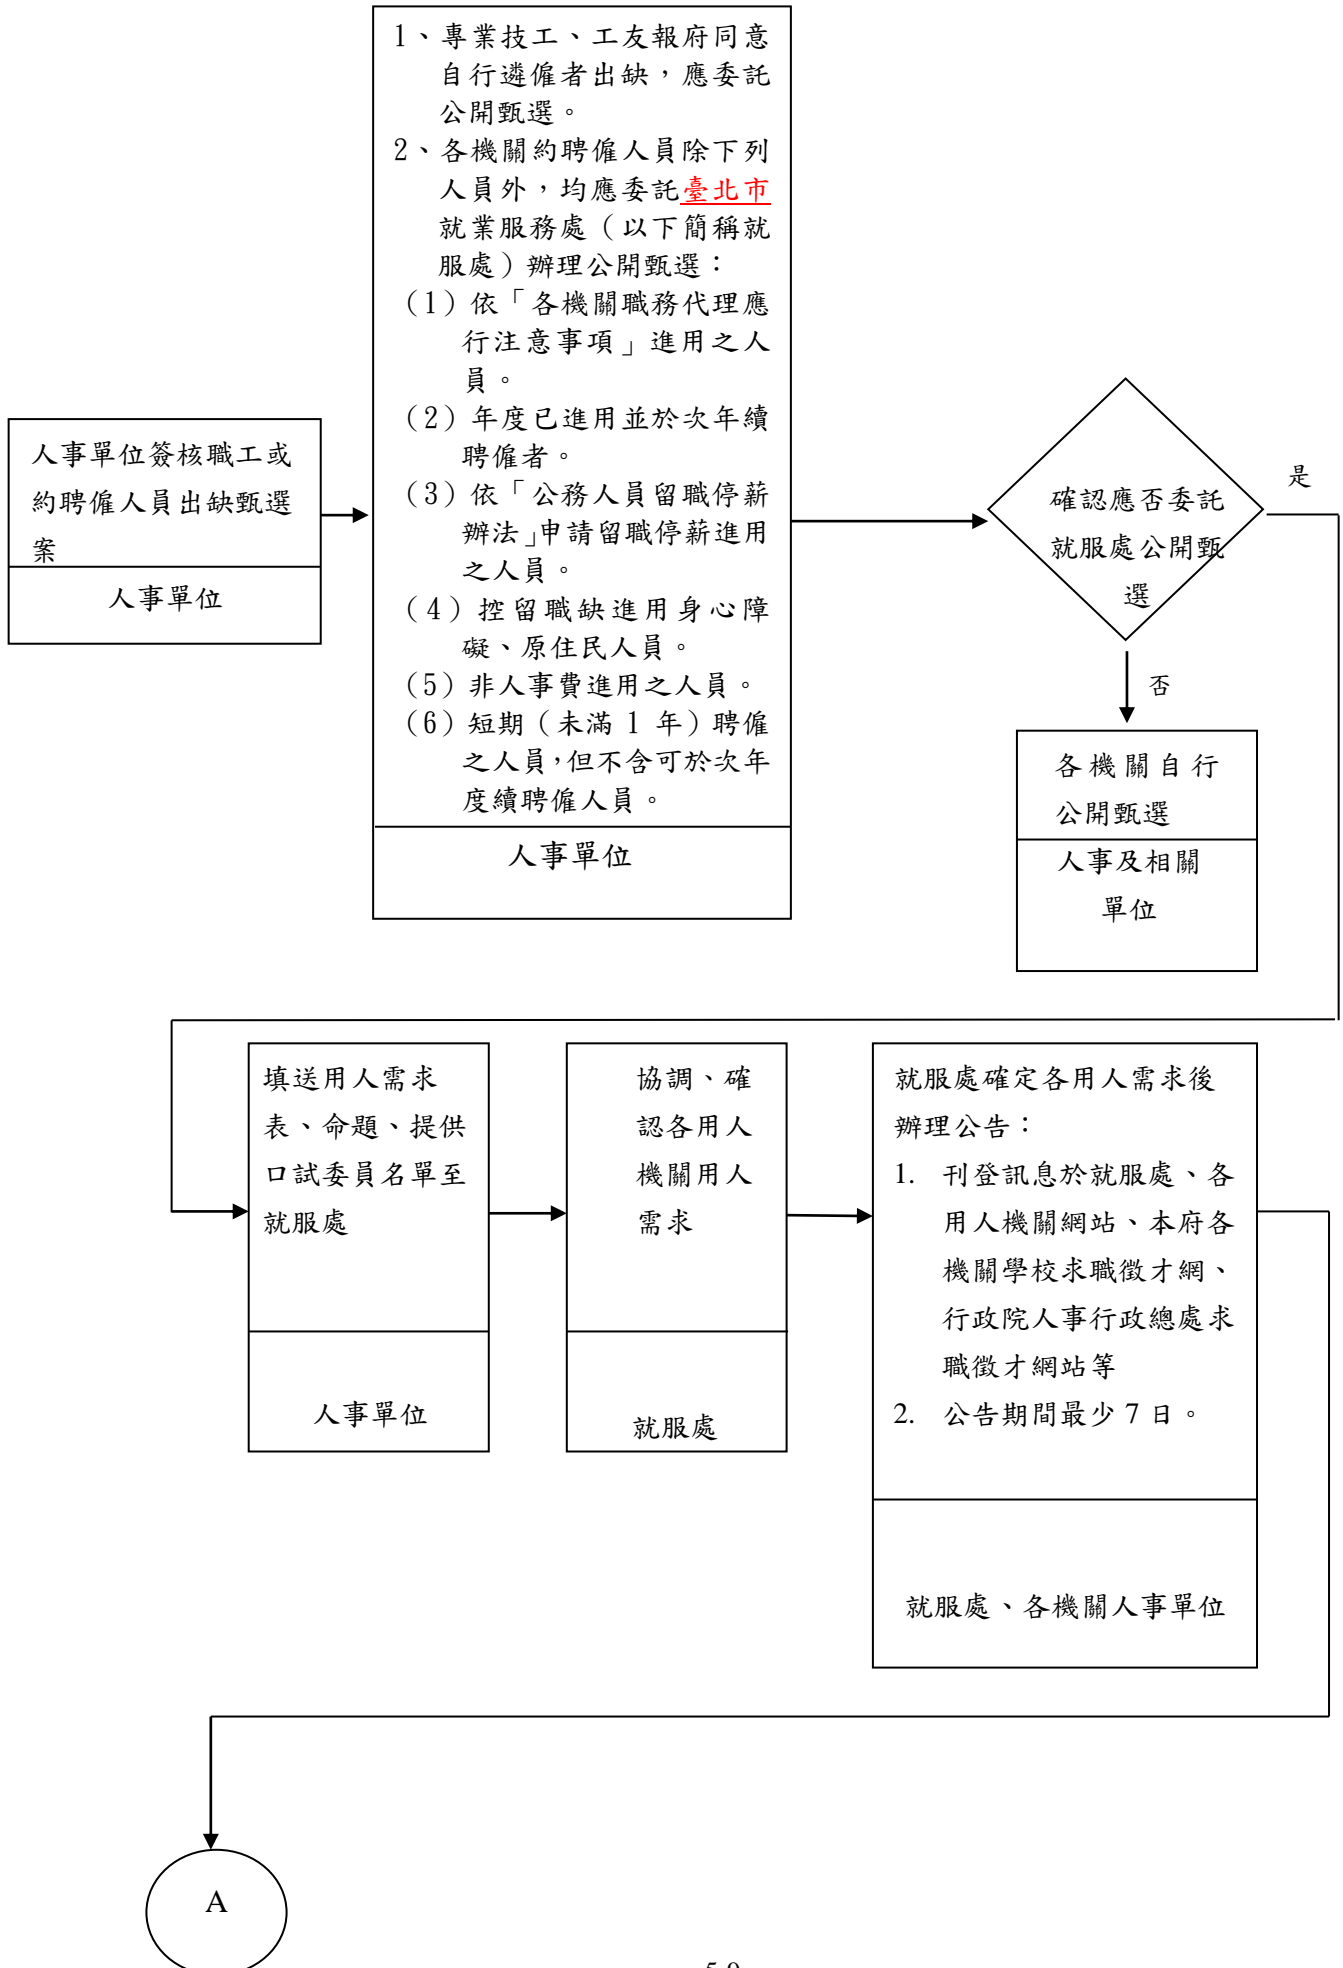 人事單位簽核職工或
約聘僱人員出缺甄選
案
人事單位
1、專業技工、工友報府同意
自行遴僱者出缺，應委託
公開甄選。
2、各機關約聘僱人員除下列
人員外，均應委託臺北市
就業服務處（以下簡稱就
服處）辦理公開甄選：
（1）依「各機關職務代理應
行注意事項」進用之人
員。
（2）年度已進用並於次年續
聘僱者。
（3）依「公務人員留職停薪
辦法」申請留職停薪進用
之人員。
（4）控留職缺進用身心障
礙、原住民人員。
（5）非人事費進用之人員。
（6）短期（未滿 1 年）聘僱
之人員，但不含可於次年
度續聘僱人員。
人事單位
確認應否委託
就服處公開甄
選
是
否
各機關自行
公開甄選
人事及相關
單位
填送用人需求
表、命題、提供
口試委員名單至
就服處
人事單位
協調、確
認各用人
機關用人
需求
就服處
就服處確定各用人需求後
辦理公告：
1. 刊登訊息於就服處、各
用人機關網站、本府各
機關學校求職徵才網、
行政院人事行政總處求
職徵才網站等
2. 公告期間最少 7 日。
就服處、各機關人事單位
A